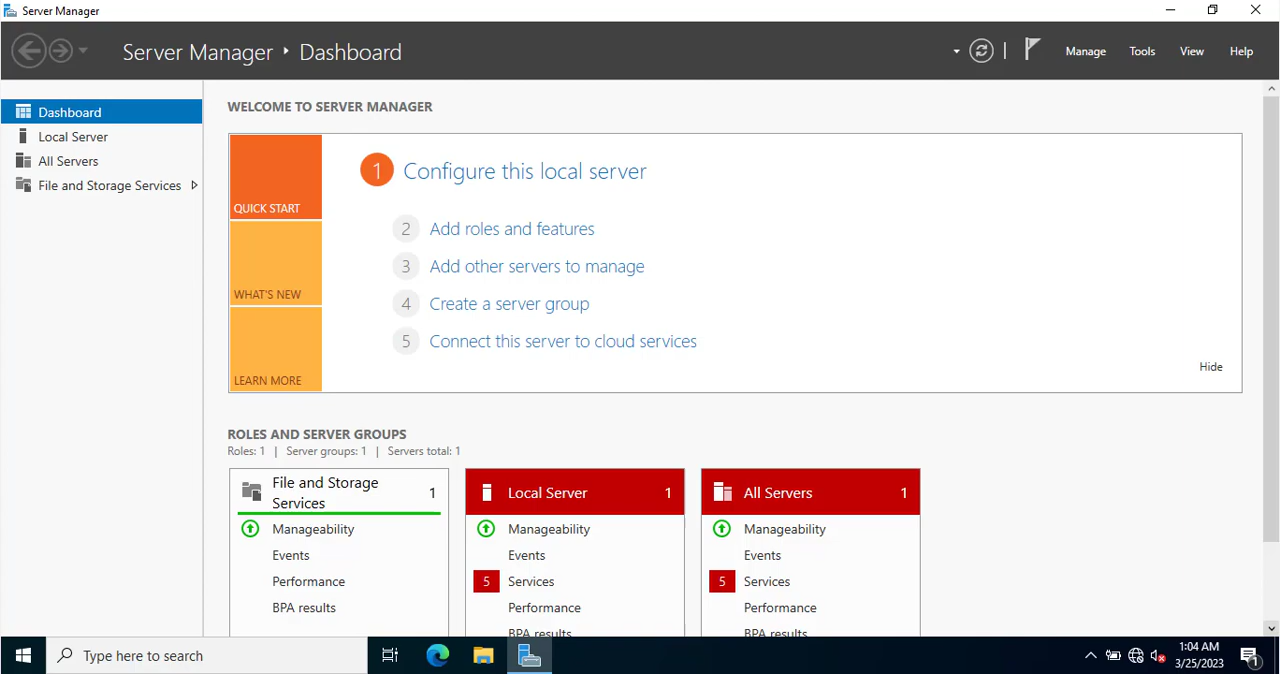 Server Manager
Server Manager ‣ Dashboard
Manage Tools View Help
Dashboard
Local Server
All Servers
File and Storage Services
WELCOME TO SERVER MANAGER
QUICK START
WHAT'S NEW
LEARN MORE
1 Configure this local server
2 Add roles and features
3 Add other servers to manage
4 Create a server group
5 Connect this server to cloud services
Hide
ROLES AND SERVER GROUPS
Roles: 1 | Server groups: 1 | Servers total: 1
File and Storage
Services 1
Manageability
Events
Performance
BPA results
Local Server 1
Manageability
Events
5 Services
Performance
BPA results
All Servers 1
Manageability
Events
5 Services
Performance
BPA results
Type here to search
1:04 AM
3/25/2023
1